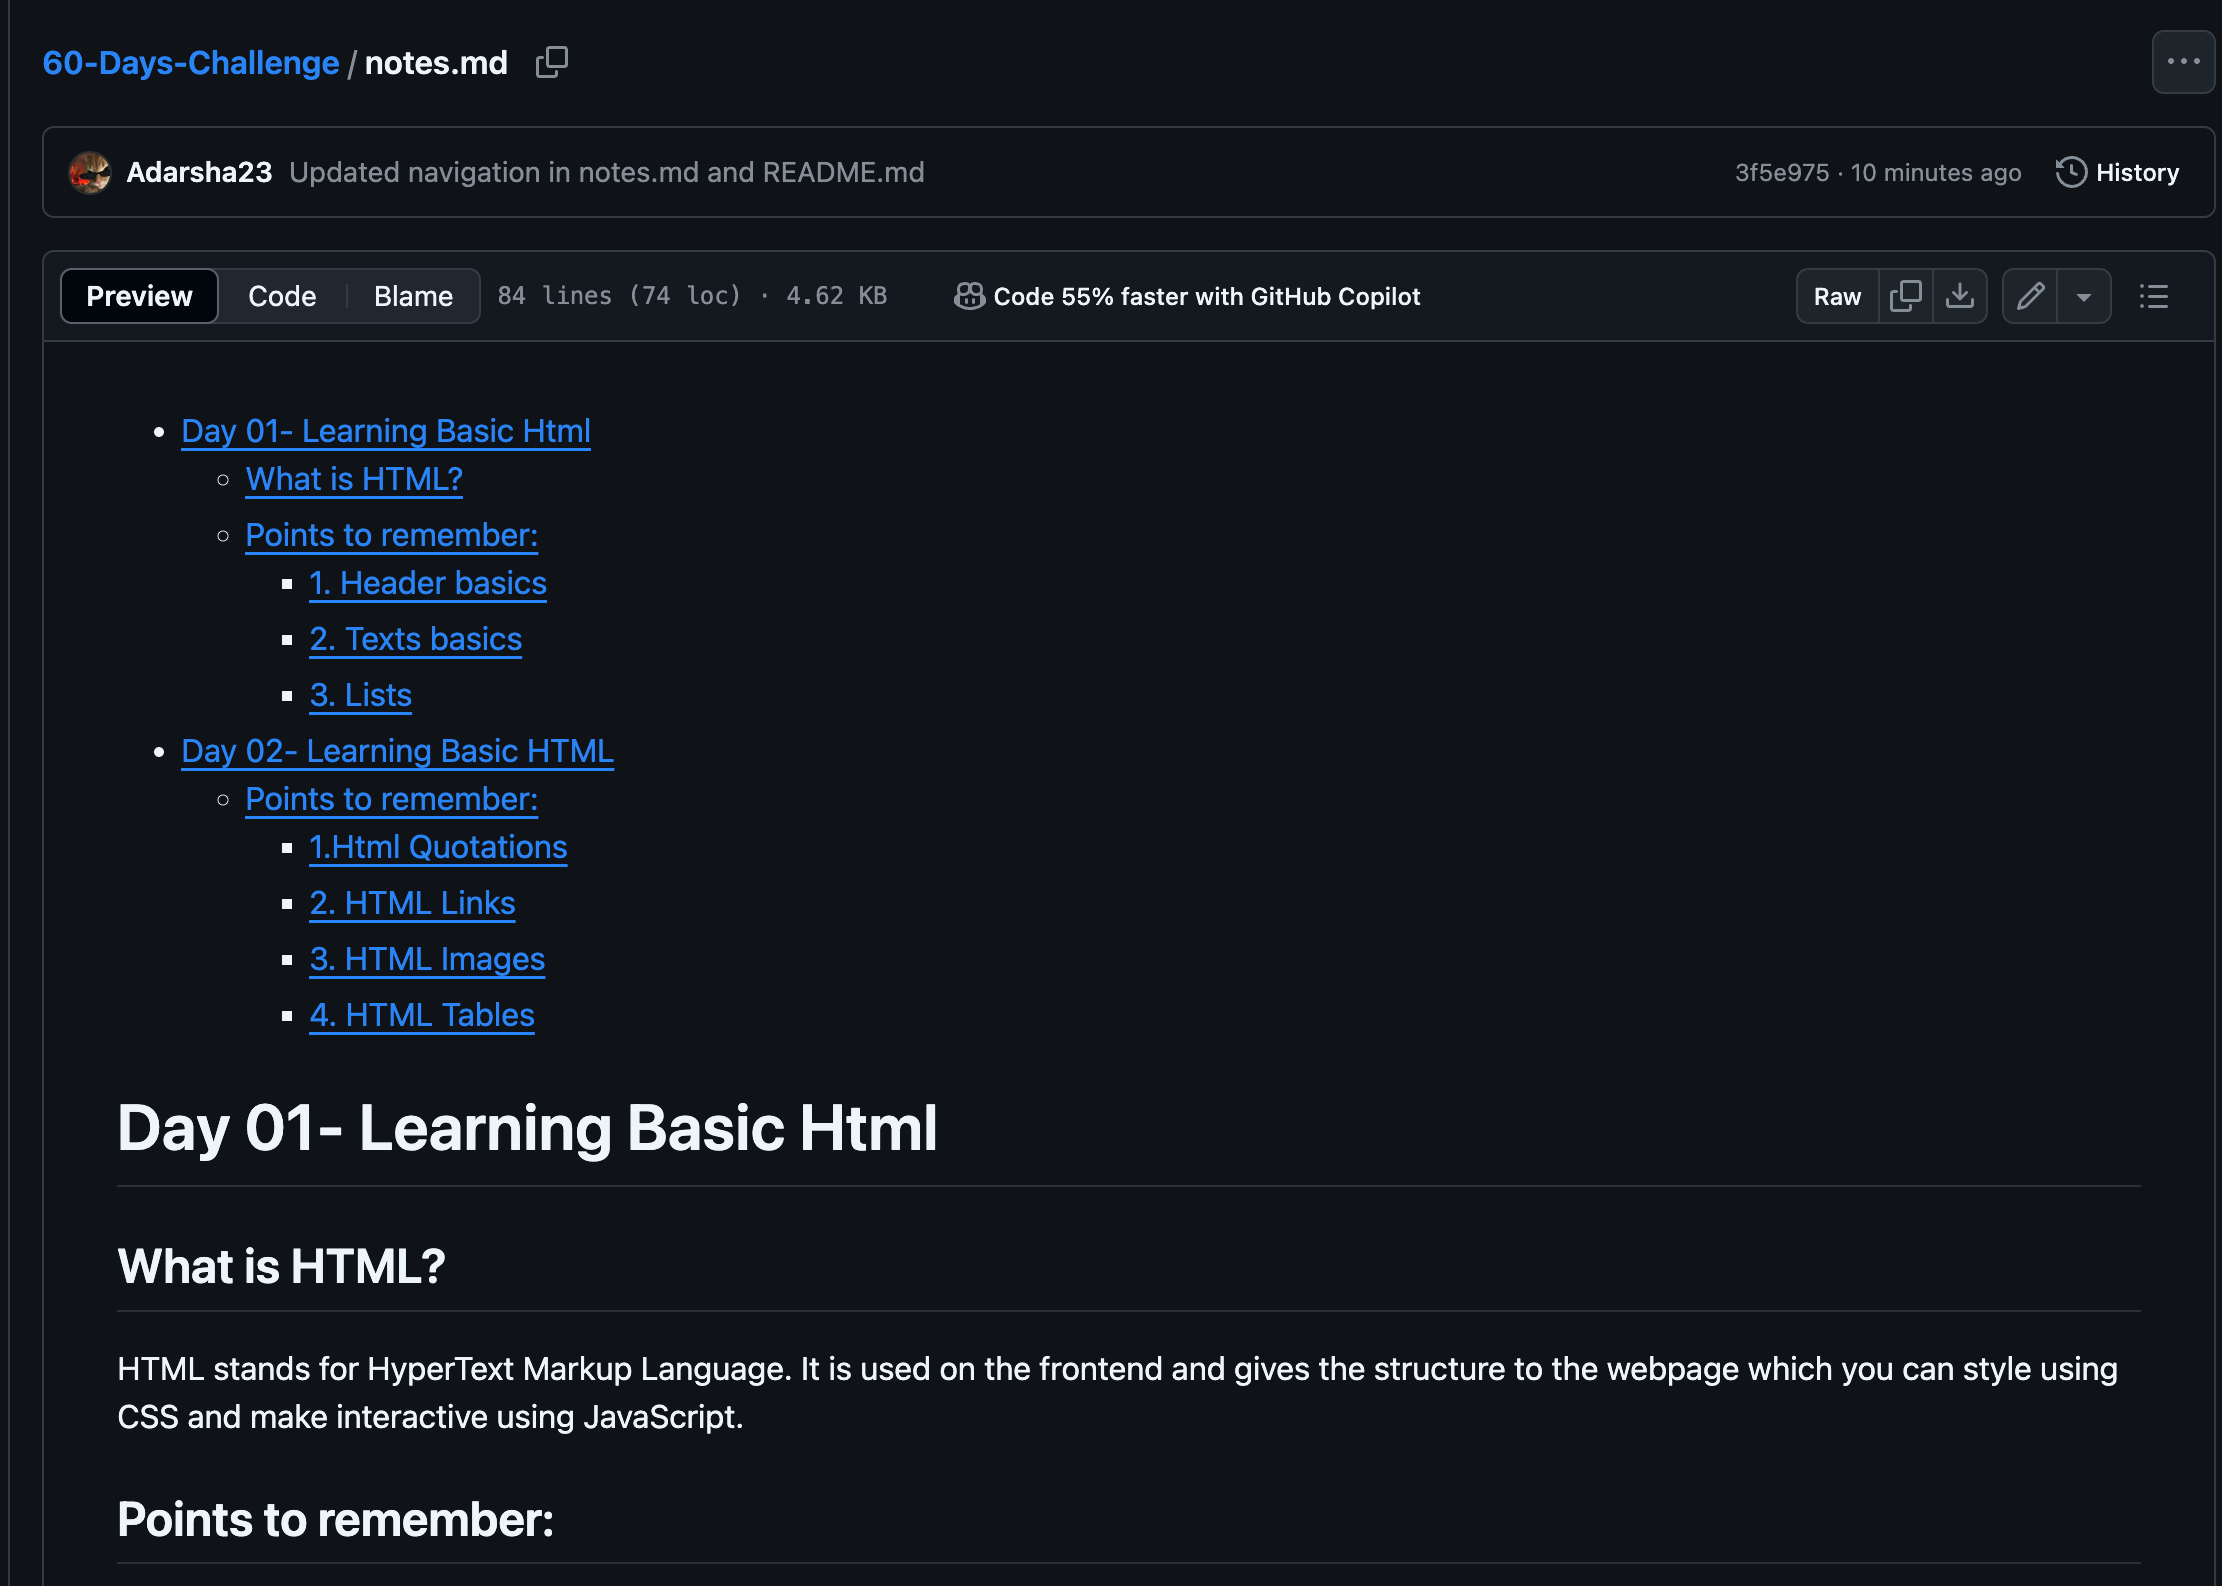 60-Days-Challenge / notes.md
Adarsha23 Updated navigation in notes.md and README.md 3f5e975 · 10 minutes ago History
Preview Code Blame 84 lines (74 loc) · 4.62 KB Code 55% faster with GitHub Copilot Raw
Day 01- Learning Basic Html
What is HTML?
Points to remember:
1. Header basics
2. Texts basics
3. Lists
Day 02- Learning Basic HTML
Points to remember:
1.Html Quotations
2. HTML Links
3. HTML Images
4. HTML Tables
Day 01- Learning Basic Html
What is HTML?
HTML stands for HyperText Markup Language. It is used on the frontend and gives the structure to the webpage which you can style using
CSS and make interactive using JavaScript.
Points to remember: